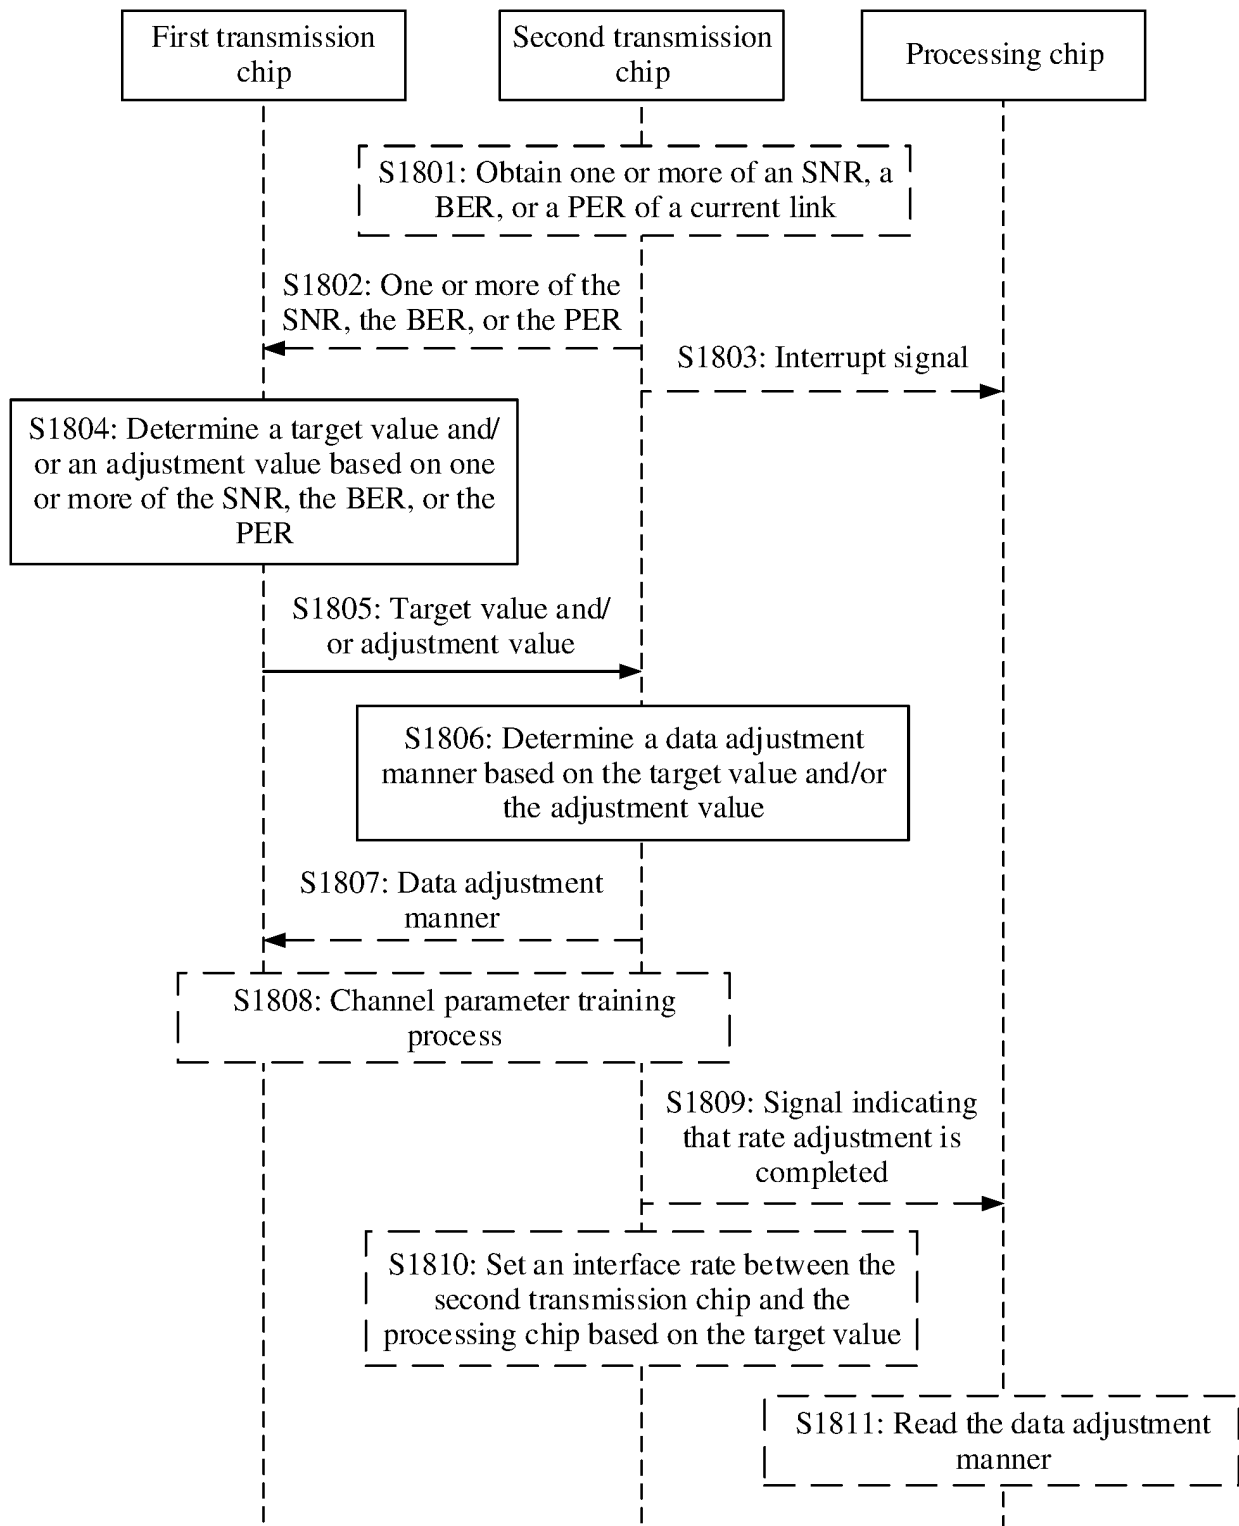 First transmission
chip
Second transmission
chip
Processing chip
S1801: Obtain one or more of an SNR, a
BER, or a PER of a current link
S1802: One or more of the
SNR, the BER, or the PER
S1803: Interrupt signal
S1804: Determine a target value and/
or an adjustment value based on one
or more of the SNR, the BER, or the
PER
S1805: Target value and/
or adjustment value
S1806: Determine a data adjustment
manner based on the target value and/or
the adjustment value
S1807: Data adjustment
manner
S1808: Channel parameter training
process
S1809: Signal indicating
that rate adjustment is
completed
S1810: Set an interface rate between the
second transmission chip and the
processing chip based on the target value
S1811: Read the data adjustment
manner